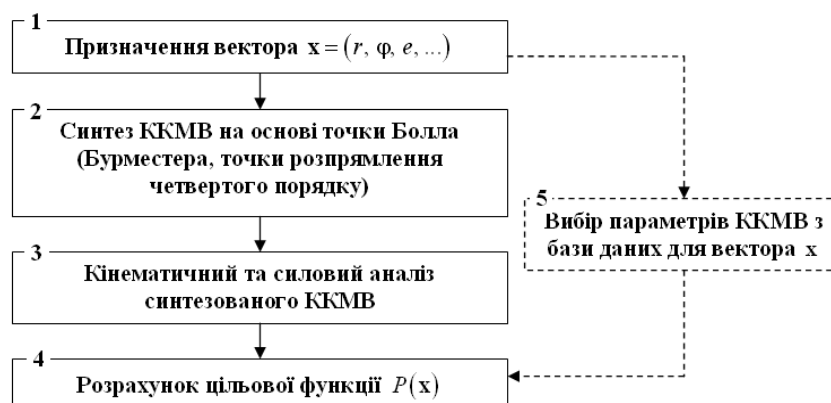 1
Призначення вектора x = (r, φ, e, ...)
2
Синтез ККМВ на основі точки Болла
(Бурместера, точки розпрямлення
четвертого порядку)
3
Кінематичний та силовий аналіз
синтезованого ККМВ
4
Розрахунок цільової функції P(x)
5
Вибір параметрів ККМВ з
бази даних для вектора x